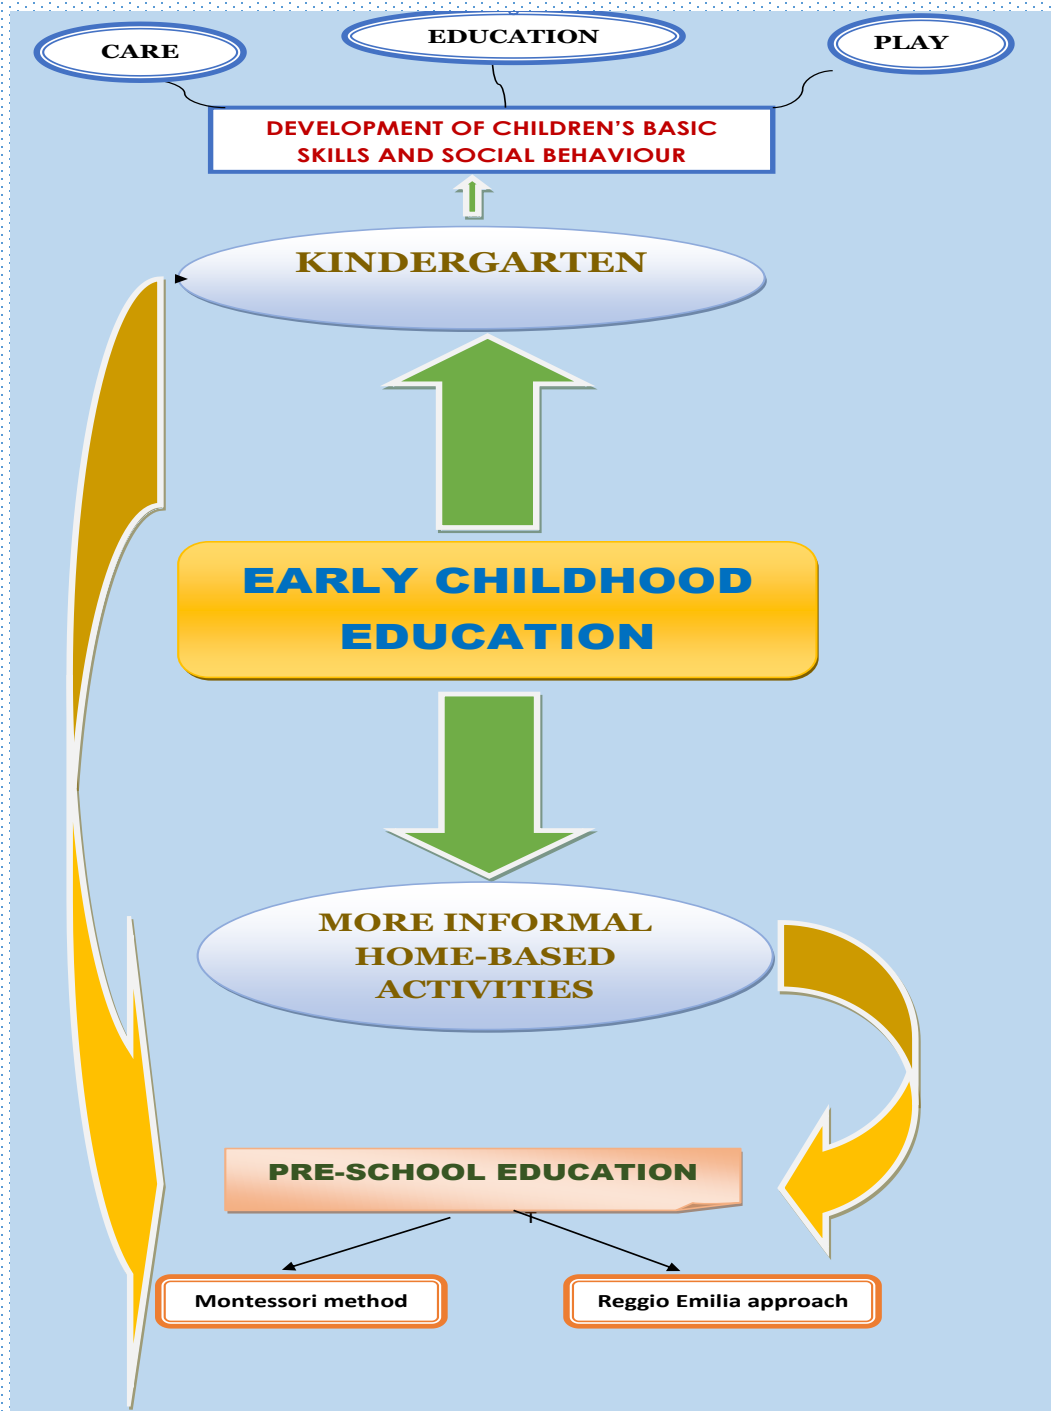 CARE
EDUCATION
PLAY
DEVELOPMENT OF CHILDREN'S BASIC
SKILLS AND SOCIAL BEHAVIOUR
KINDERGARTEN
EARLY CHILDHOOD
EDUCATION
MORE INFORMAL
HOME-BASED
ACTIVITIES
PRE-SCHOOL EDUCATION
Montessori method
Reggio Emilia approach